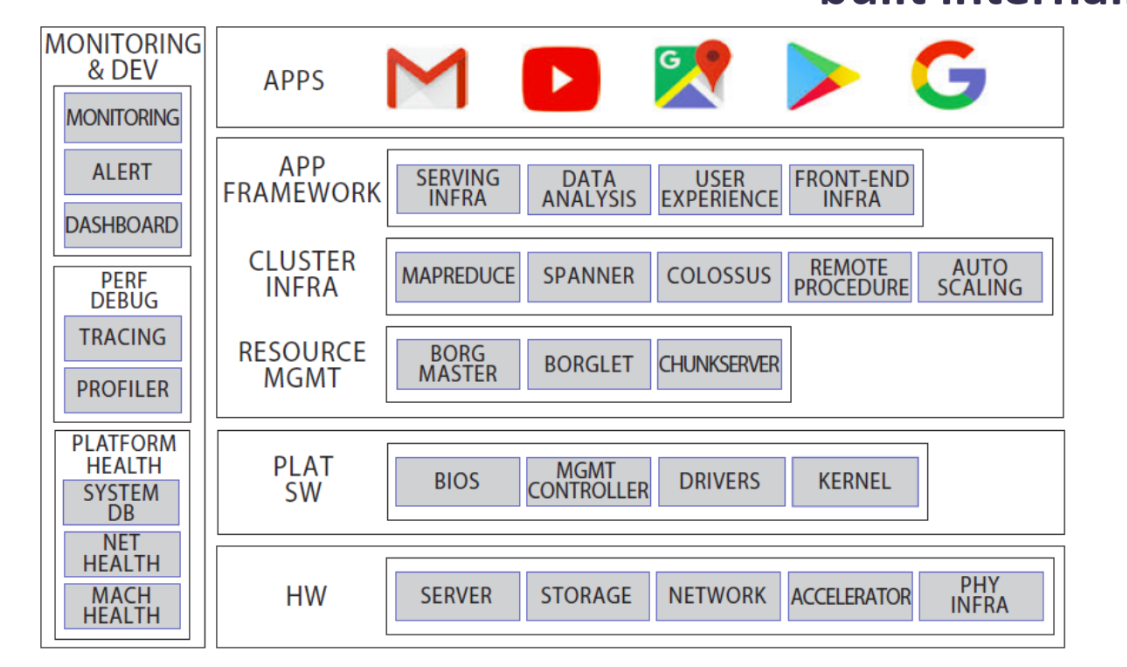 MONITORING
& DEV
MONITORING
ALERT
DASHBOARD
PERF
DEBUG
TRACING
PROFILER
PLATFORM
HEALTH
SYSTEM
DB
NET
HEALTH
MACH
HEALTH
APPS
G
APP
FRAMEWORK
SERVING
INFRA
DATA
ANALYSIS
USER
EXPERIENCE
FRONT-END
INFRA
CLUSTER
INFRA
MAPREDUCE
SPANNER
COLOSSUS
REMOTE
PROCEDURE
AUTO
SCALING
RESOURCE
MGMT
BORG
MASTER
BORGLET
CHUNKSERVER
PLAT
SW
BIOS
MGMT
CONTROLLER
DRIVERS
KERNEL
HW
SERVER
STORAGE
NETWORK
ACCELERATOR
PHY
INFRA